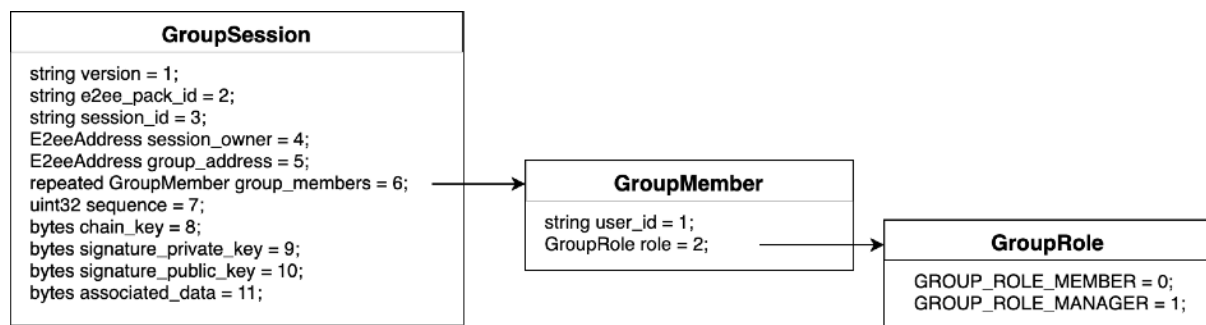 GroupSession
string version = 1;
string e2ee_pack_id = 2;
string session_id = 3;
E2eeAddress session_owner = 4;
E2eeAddress group_address = 5;
repeated GroupMember group_members = 6;
uint32 sequence = 7;
bytes chain_key = 8;
bytes signature_private_key = 9;
bytes signature_public_key = 10;
bytes associated_data = 11;
GroupMember
string user_id = 1;
GroupRole role = 2;
GroupRole
GROUP_ROLE_MEMBER = 0;
GROUP_ROLE_MANAGER = 1;